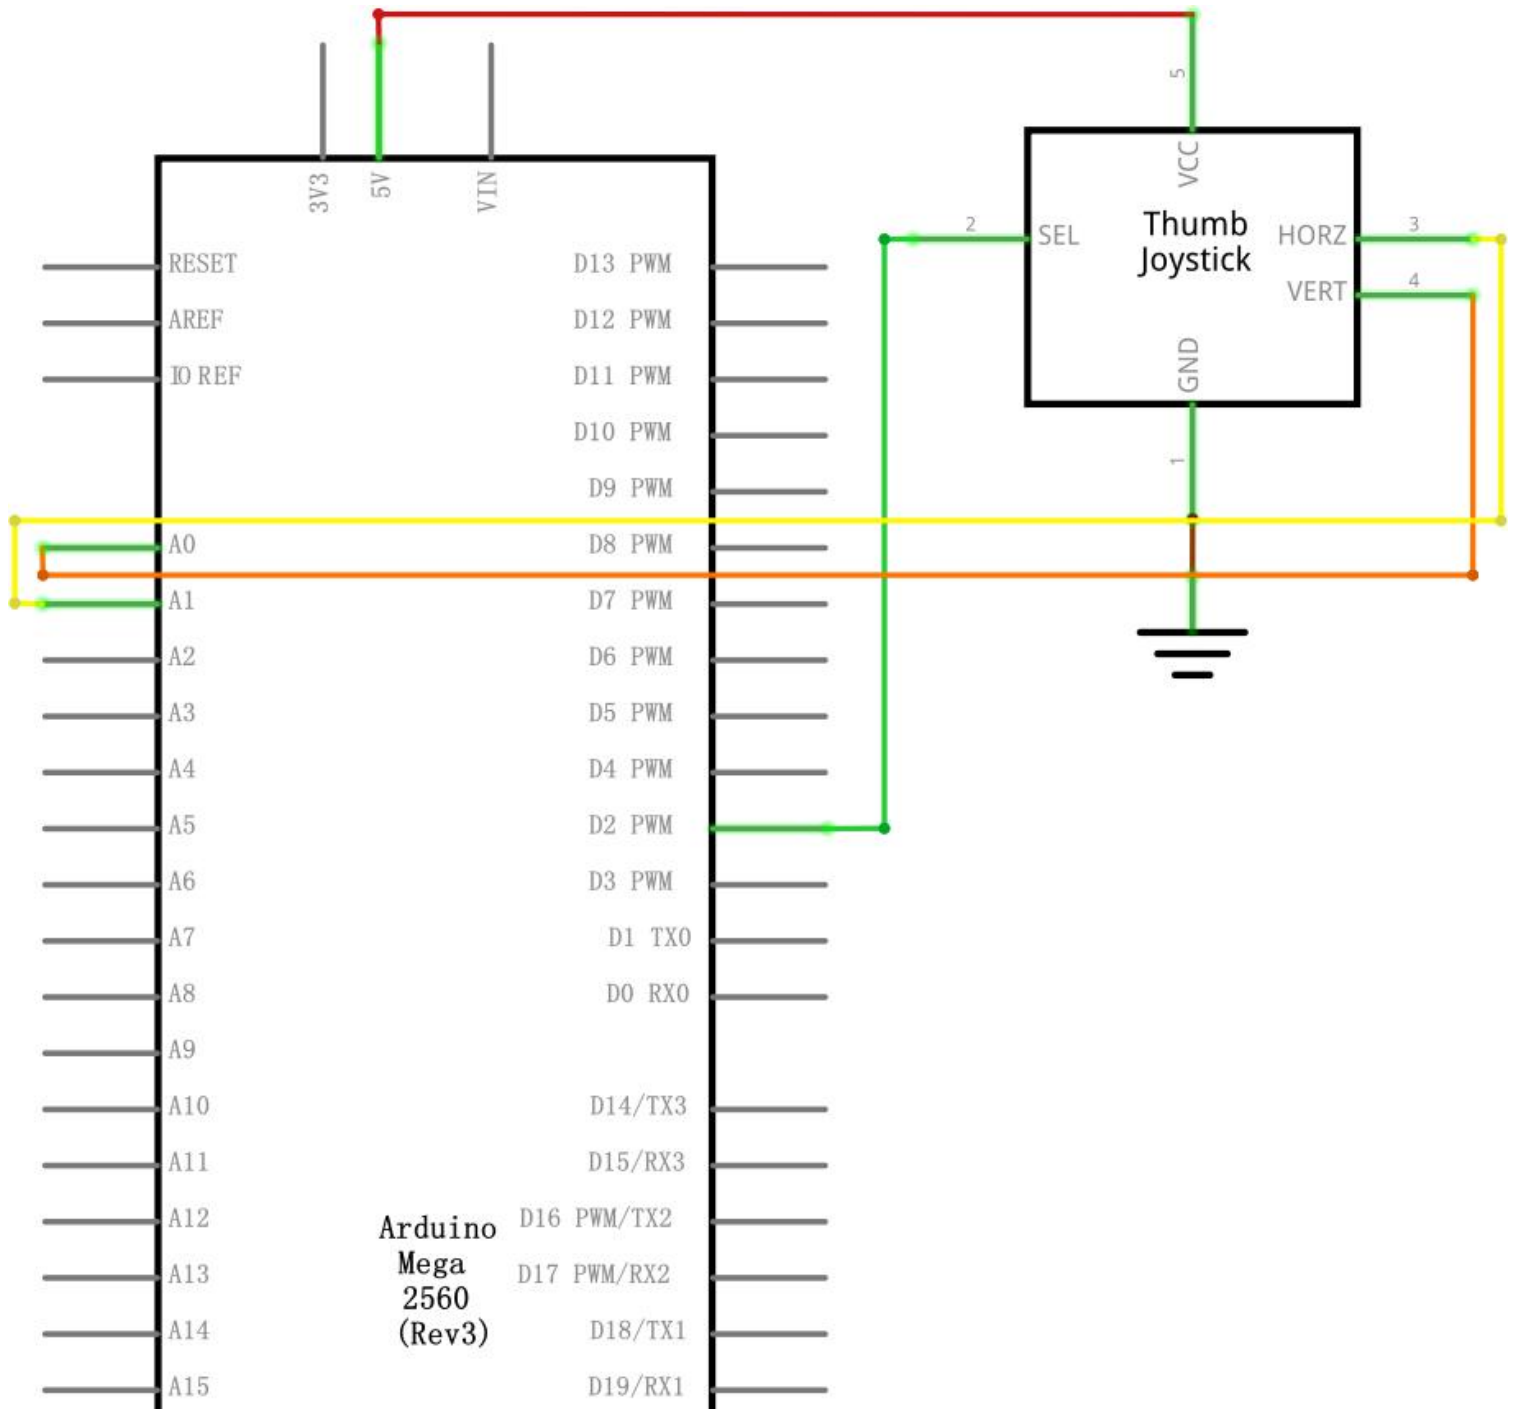 5
3V3
5V
VIN
VCC
Thumb
Joystick
2
SEL
HORZ
3
VERT
4
GND
1
RESET
D13 PWM
AREF
D12 PWM
IO REF
D11 PWM
D10 PWM
D9 PWM
A0
D8 PWM
A1
D7 PWM
A2
D6 PWM
A3
D5 PWM
A4
D4 PWM
A5
D2 PWM
A6
D3 PWM
A7
D1 TX0
A8
D0 RX0
A9
A10
D14/TX3
A11
D15/RX3
A12
D16 PWM/TX2
A13
D17 PWM/RX2
A14
D18/TX1
A15
D19/RX1
Arduino
Mega
2560
(Rev3)